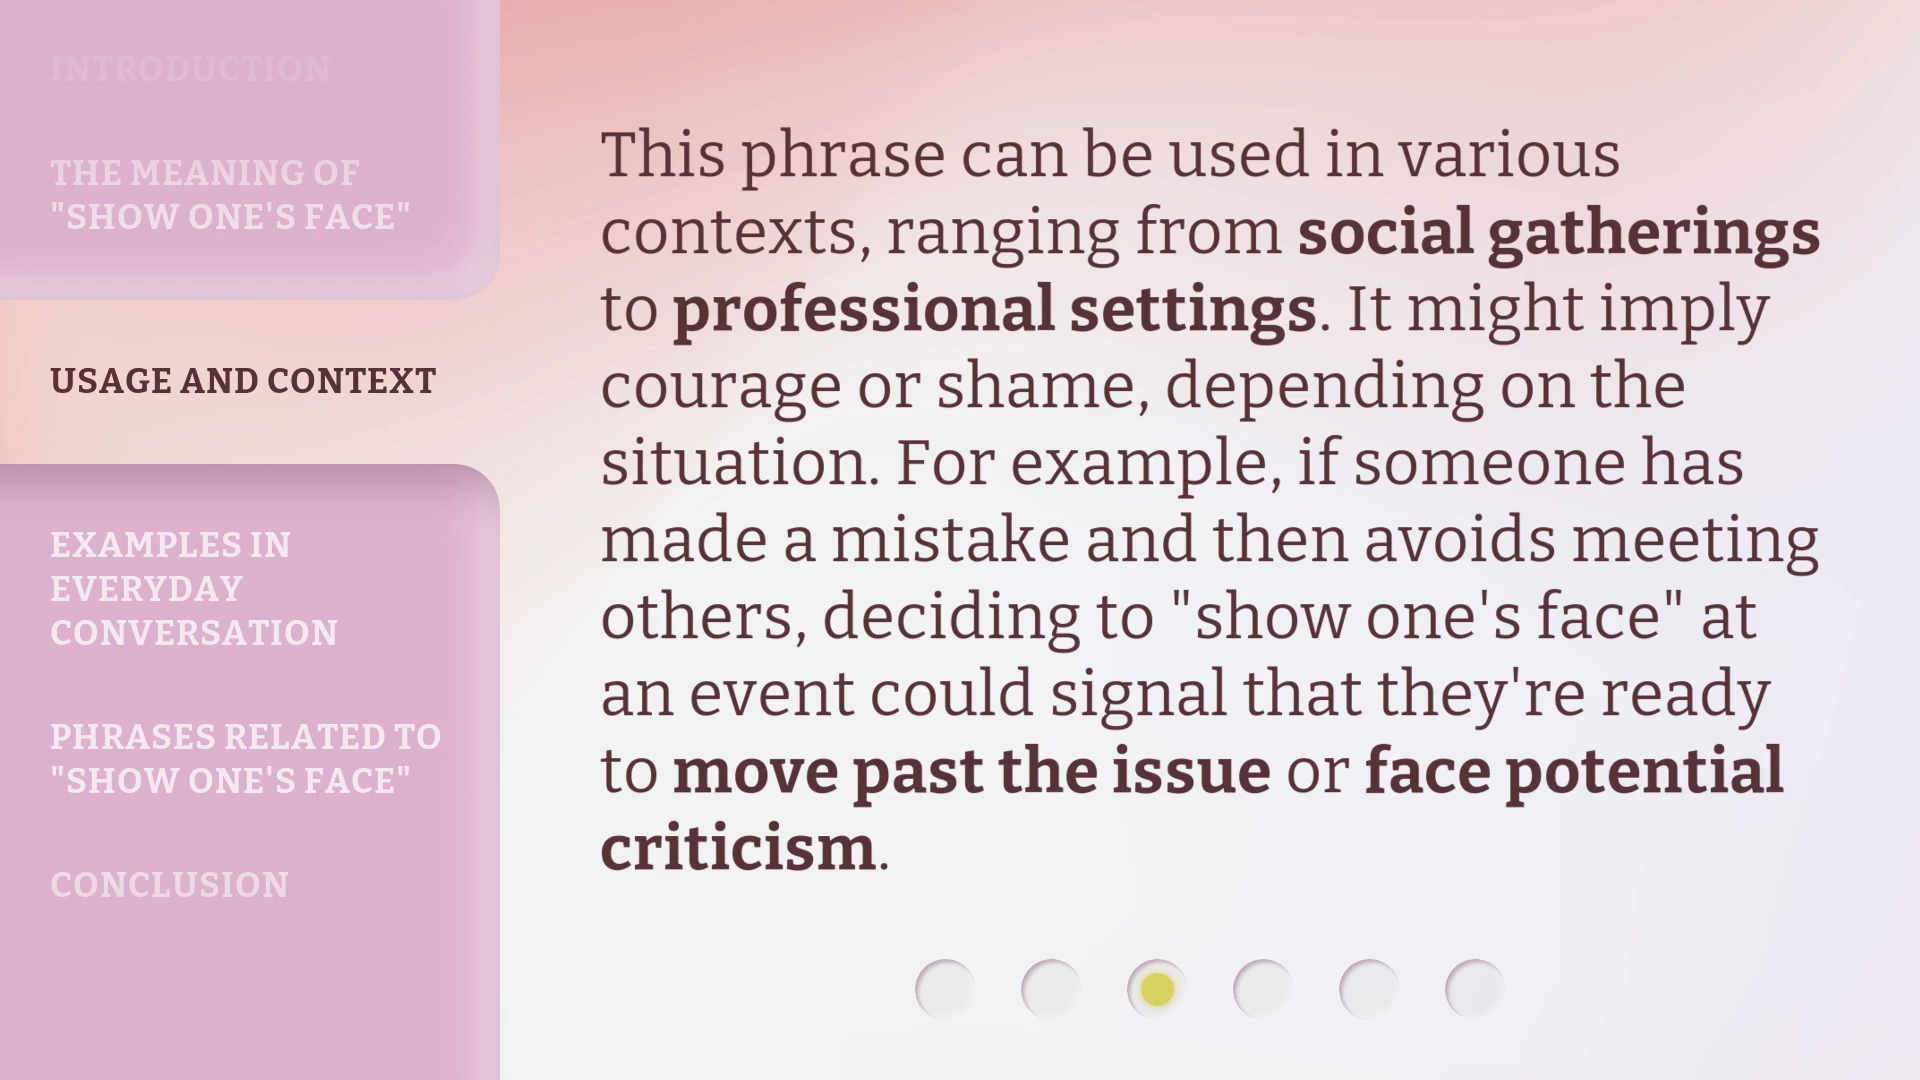 INTRODUCTION
THE MEANING OF
"SHOW ONE'S FACE"
USAGE AND CONTEXT
EXAMPLES IN
EVERYDAY
CONVERSATION
PHRASES RELATED TO
"SHOW ONE'S FACE"
CONCLUSION
This phrase can be used in various
contexts, ranging from social gatherings
to professional settings. It might imply
courage or shame, depending on the
situation. For example, if someone has
made a mistake and then avoids meeting
others, deciding to "show one's face" at
an event could signal that they're ready
to move past the issue or face potential
criticism.